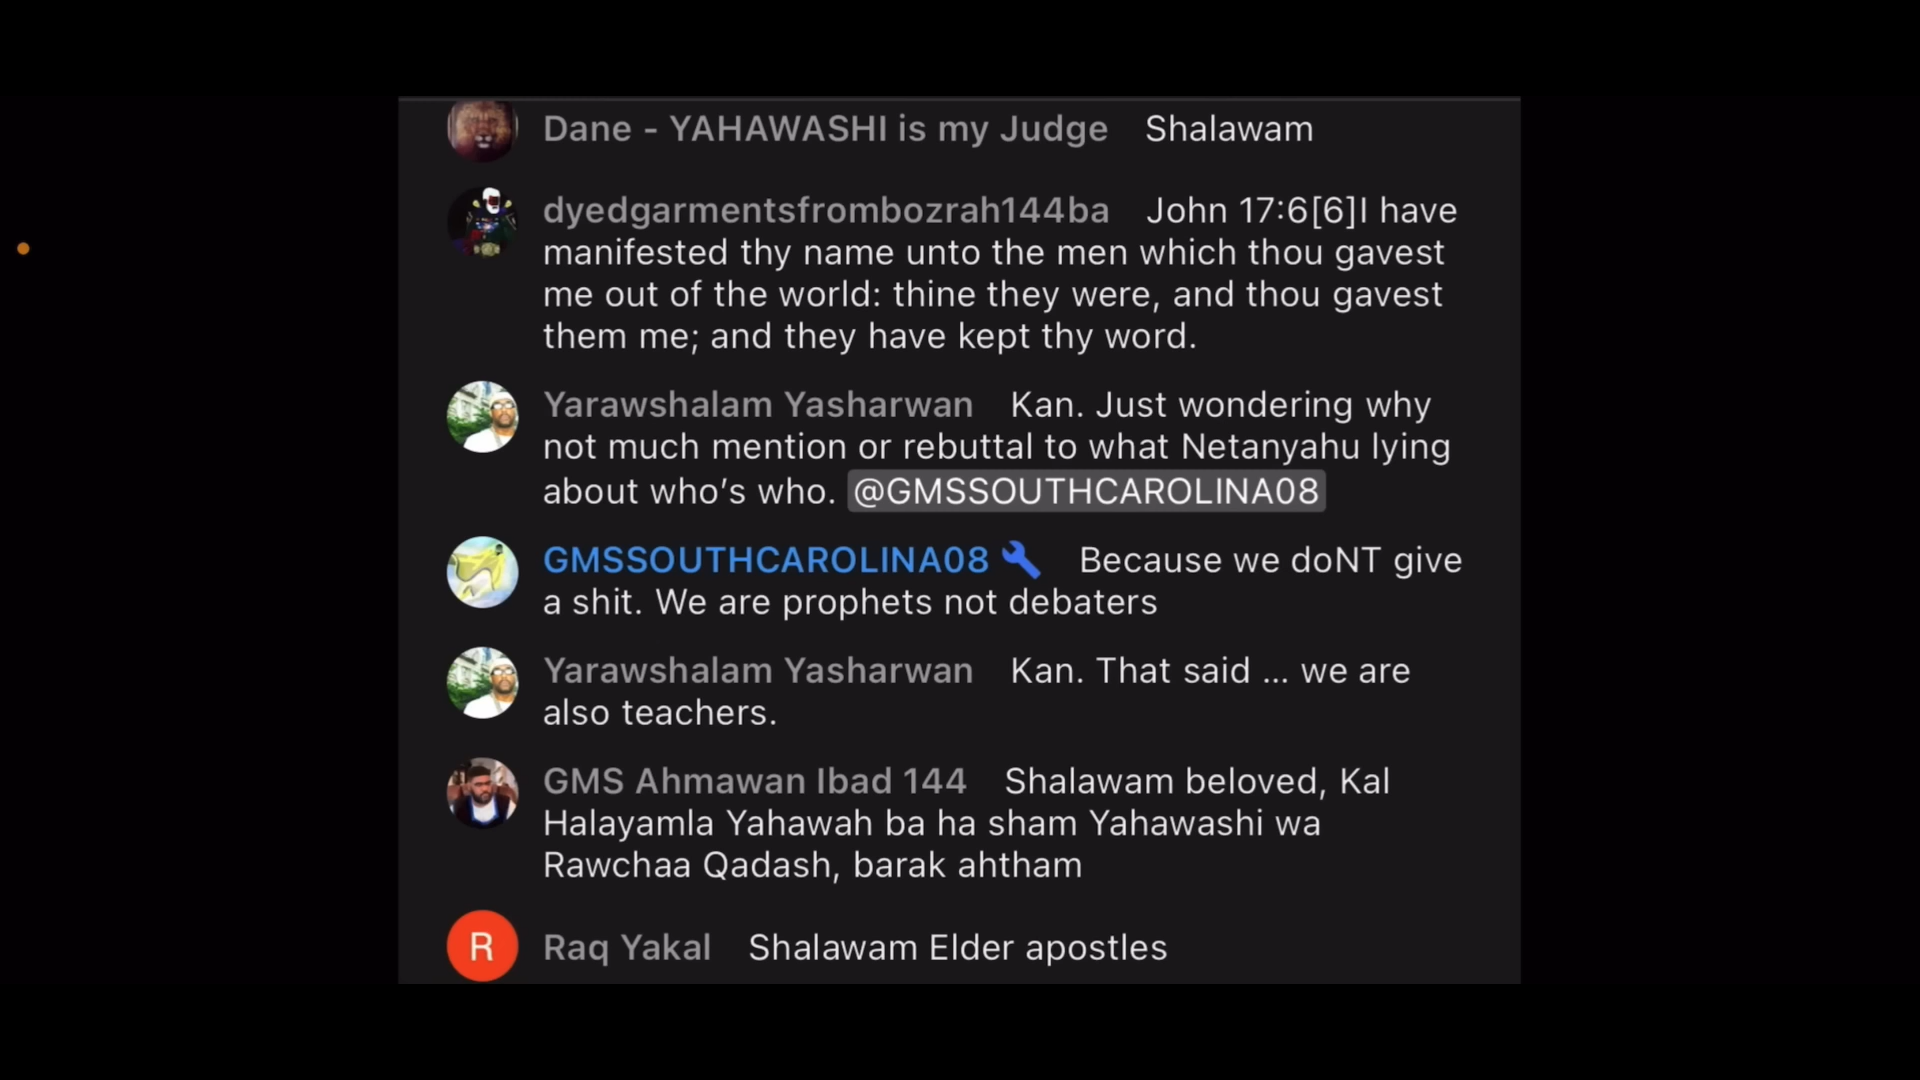 Dane - YAHAWASHI is my Judge Shalawam
dyedgarmentsfrombozrah144ba John 17:6[6]I have
manifested thy name unto the men which thou gavest
me out of the world: thine they were, and thou gavest
them me; and they have kept thy word.
Yarawshalam Yasharwan Kan. Just wondering why
not much mention or rebuttal to what Netanyahu lying
about who’s who. @GMSSOUTHCAROLINA08
GMSSOUTHCAROLINA08 Because we doNT give
a shit. We are prophets not debaters
Yarawshalam Yasharwan Kan. That said ... we are
also teachers.
GMS Ahmawan Ibad 144 Shalawam beloved, Kal
Halayamla Yahawah ba ha sham Yahawashi wa
Rawchaa Qadash, barak ahtham
R Raq Yakal Shalawam Elder apostles